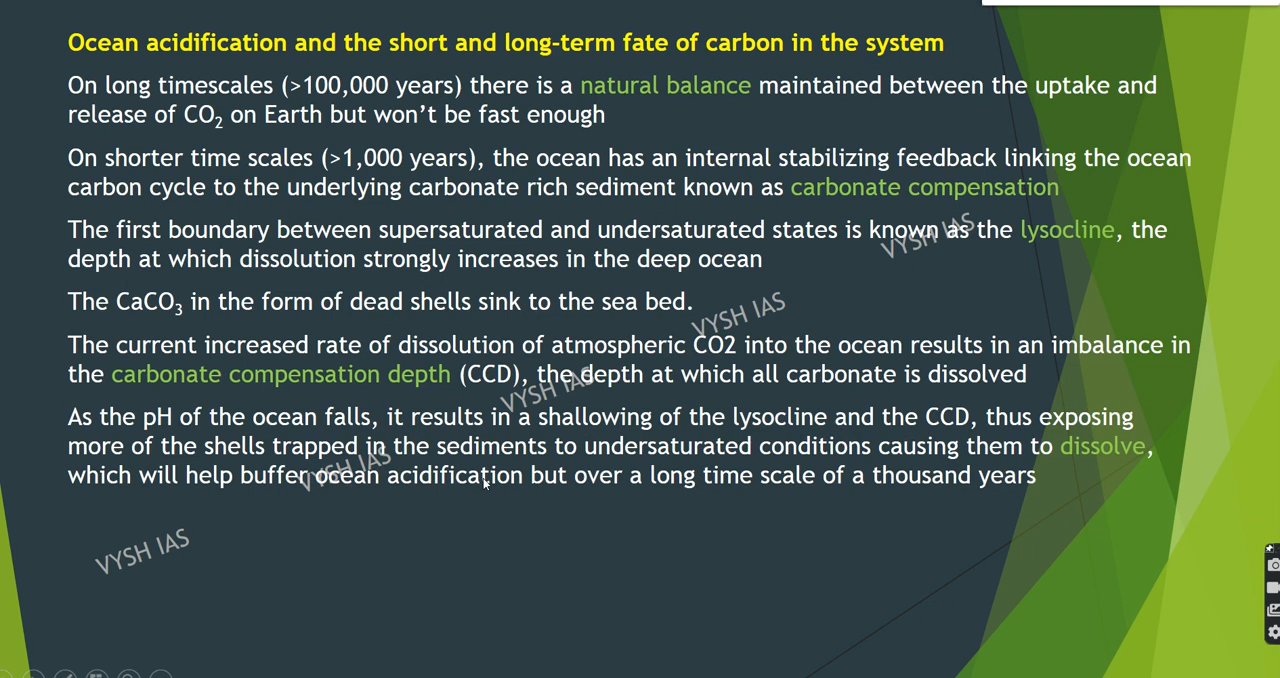 Ocean acidification and the short and long-term fate of carbon in the system
On long timescales (>100,000 years) there is a natural balance maintained between the uptake and
release of CO₂ on Earth but won't be fast enough
On shorter time scales (>1,000 years), the ocean has an internal stabilizing feedback linking the ocean
carbon cycle to the underlying carbonate rich sediment known as carbonate compensation
The first boundary between supersaturated and undersaturated states is known as the lysocline, the
depth at which dissolution strongly increases in the deep ocean
The CaCO₃ in the form of dead shells sink to the sea bed.
The current increased rate of dissolution of atmospheric CO2 into the ocean results in an imbalance in
the carbonate compensation depth (CCD), the depth at which all carbonate is dissolved
As the pH of the ocean falls, it results in a shallowing of the lysocline and the CCD, thus exposing
more of the shells trapped in the sediments to undersaturated conditions causing them to dissolve,
which will help buffer ocean acidification but over a long time scale of a thousand years
VYSH IAS
VYSH IAS
VYSH IAS
VYSH IAS
VYSH IAS